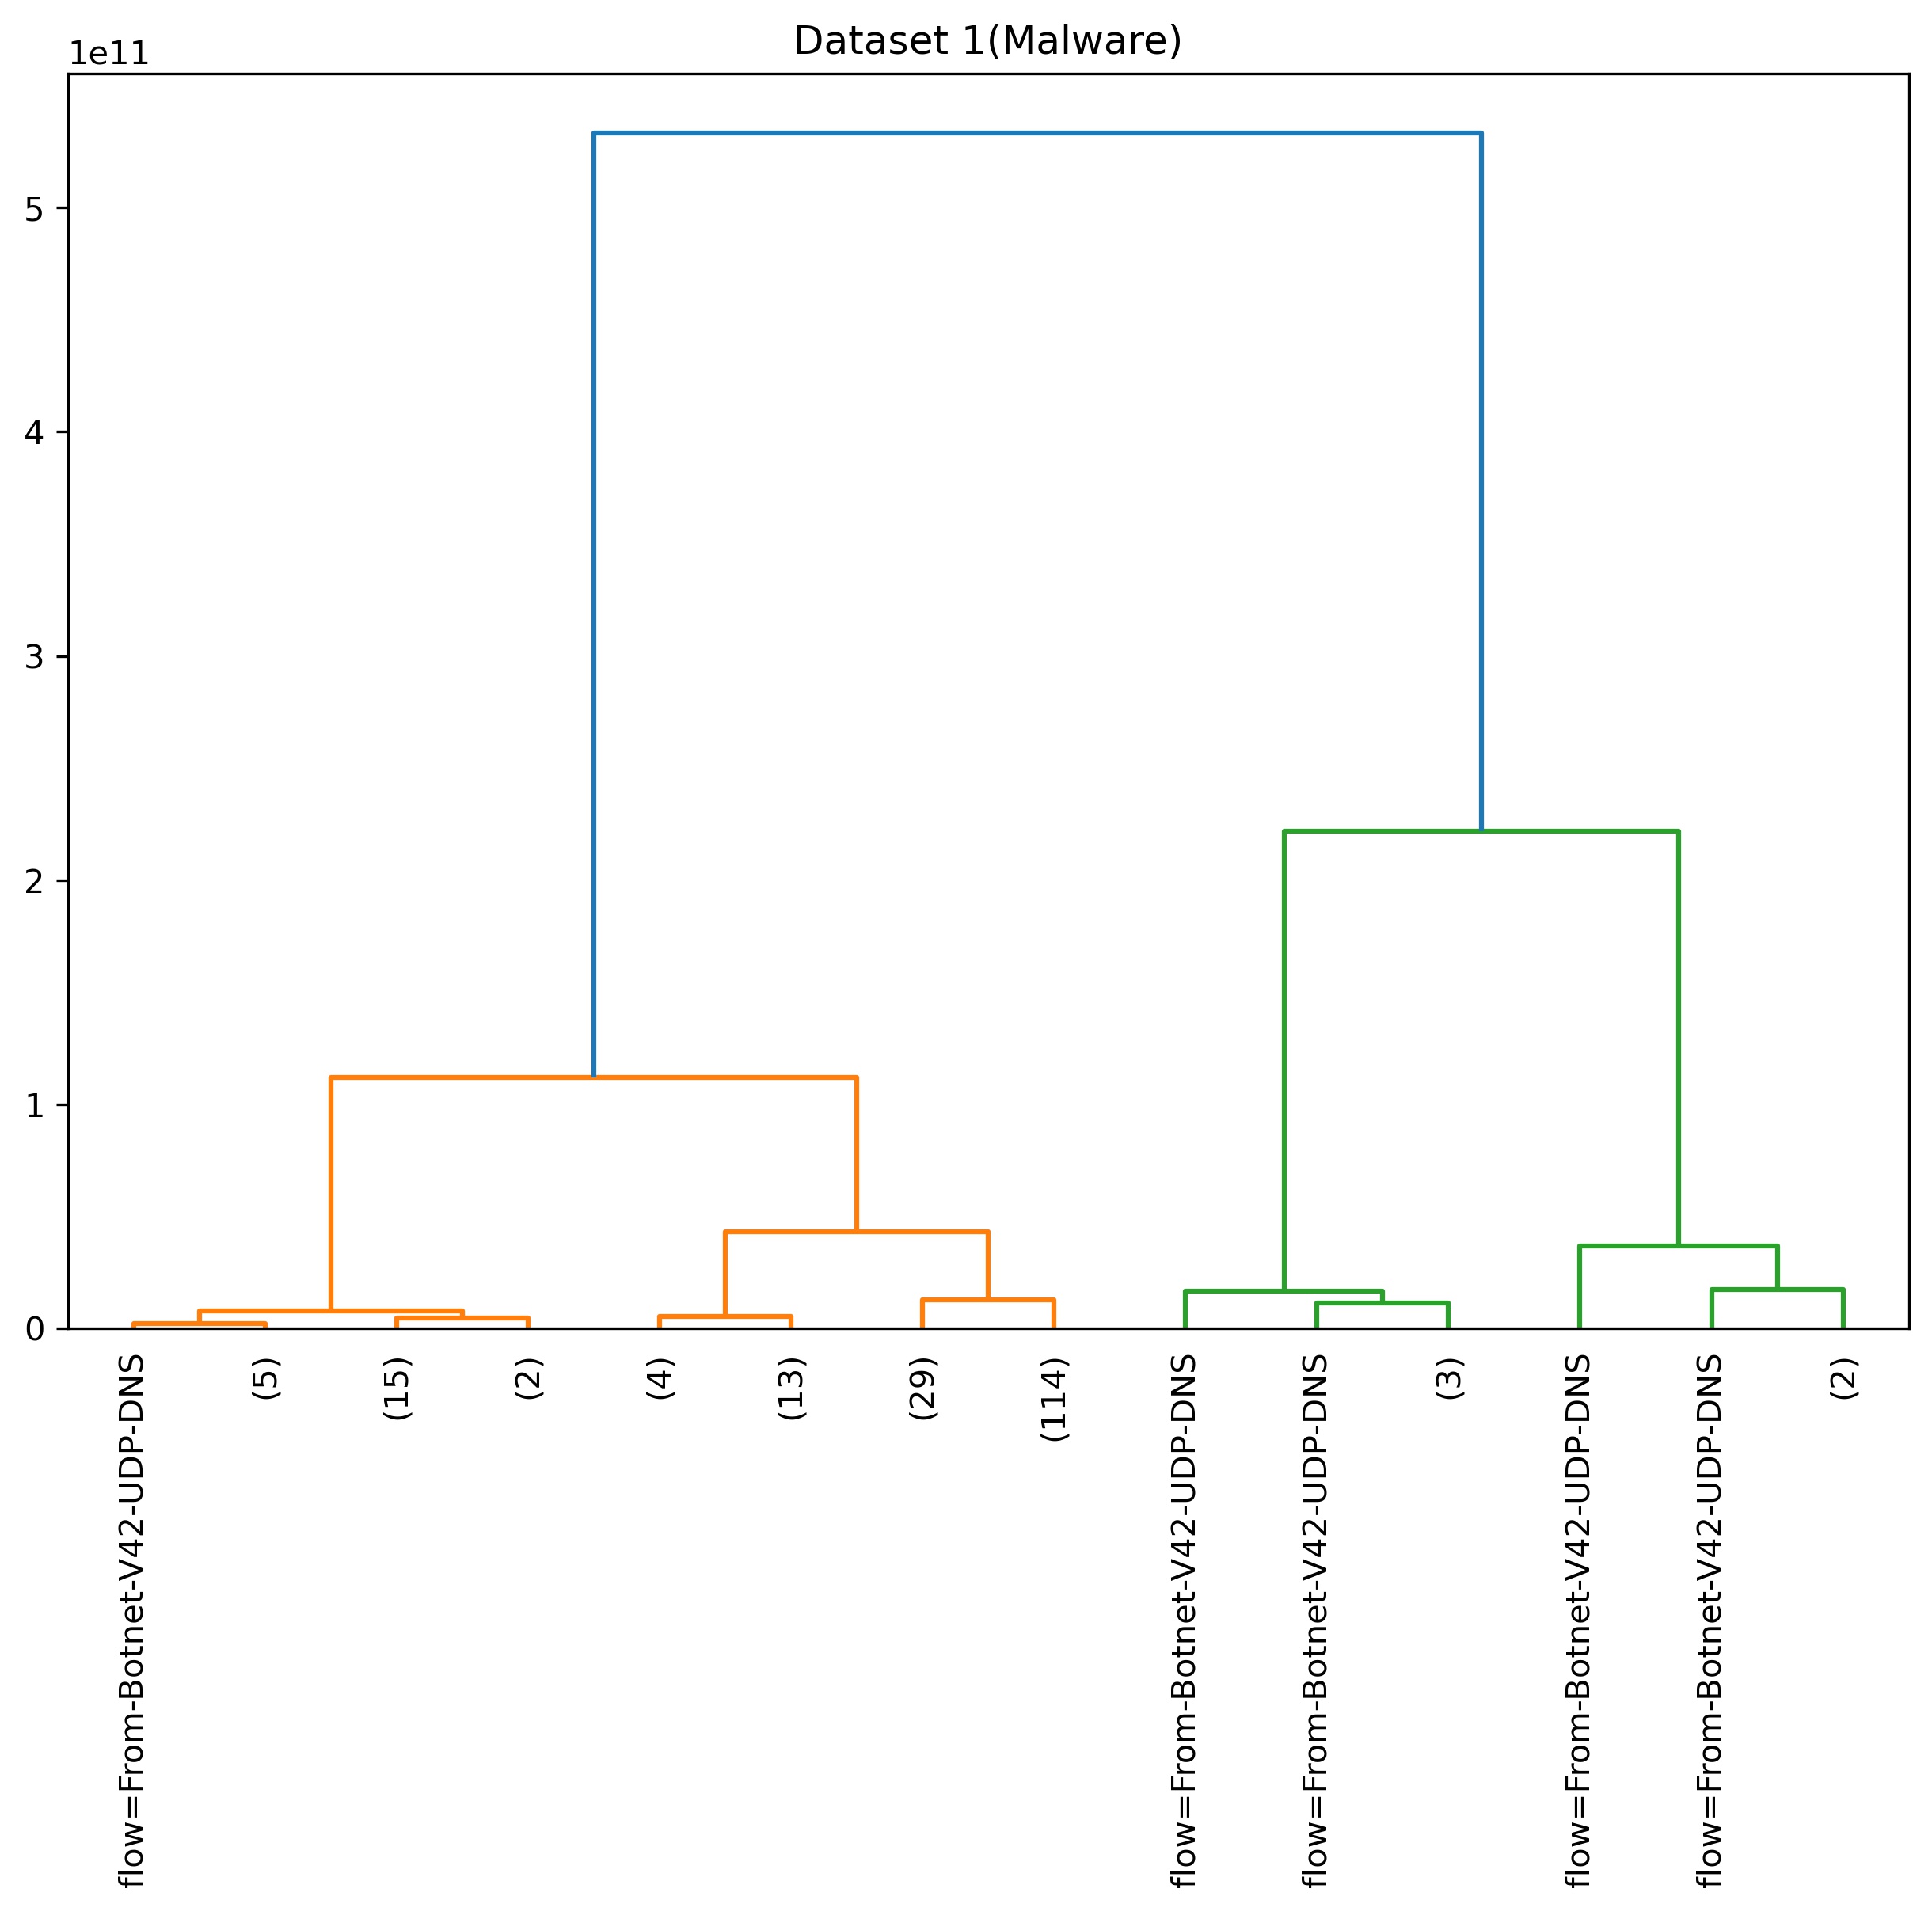 Dataset 1(Malware)
1e11
5
4
3
2
1
0
flow=From-Botnet-V42-UDP-DNS
(5)
(15)
(2)
(4)
(13)
(29)
(114)
flow=From-Botnet-V42-UDP-DNS
flow=From-Botnet-V42-UDP-DNS
(3)
flow=From-Botnet-V42-UDP-DNS
flow=From-Botnet-V42-UDP-DNS
(2)